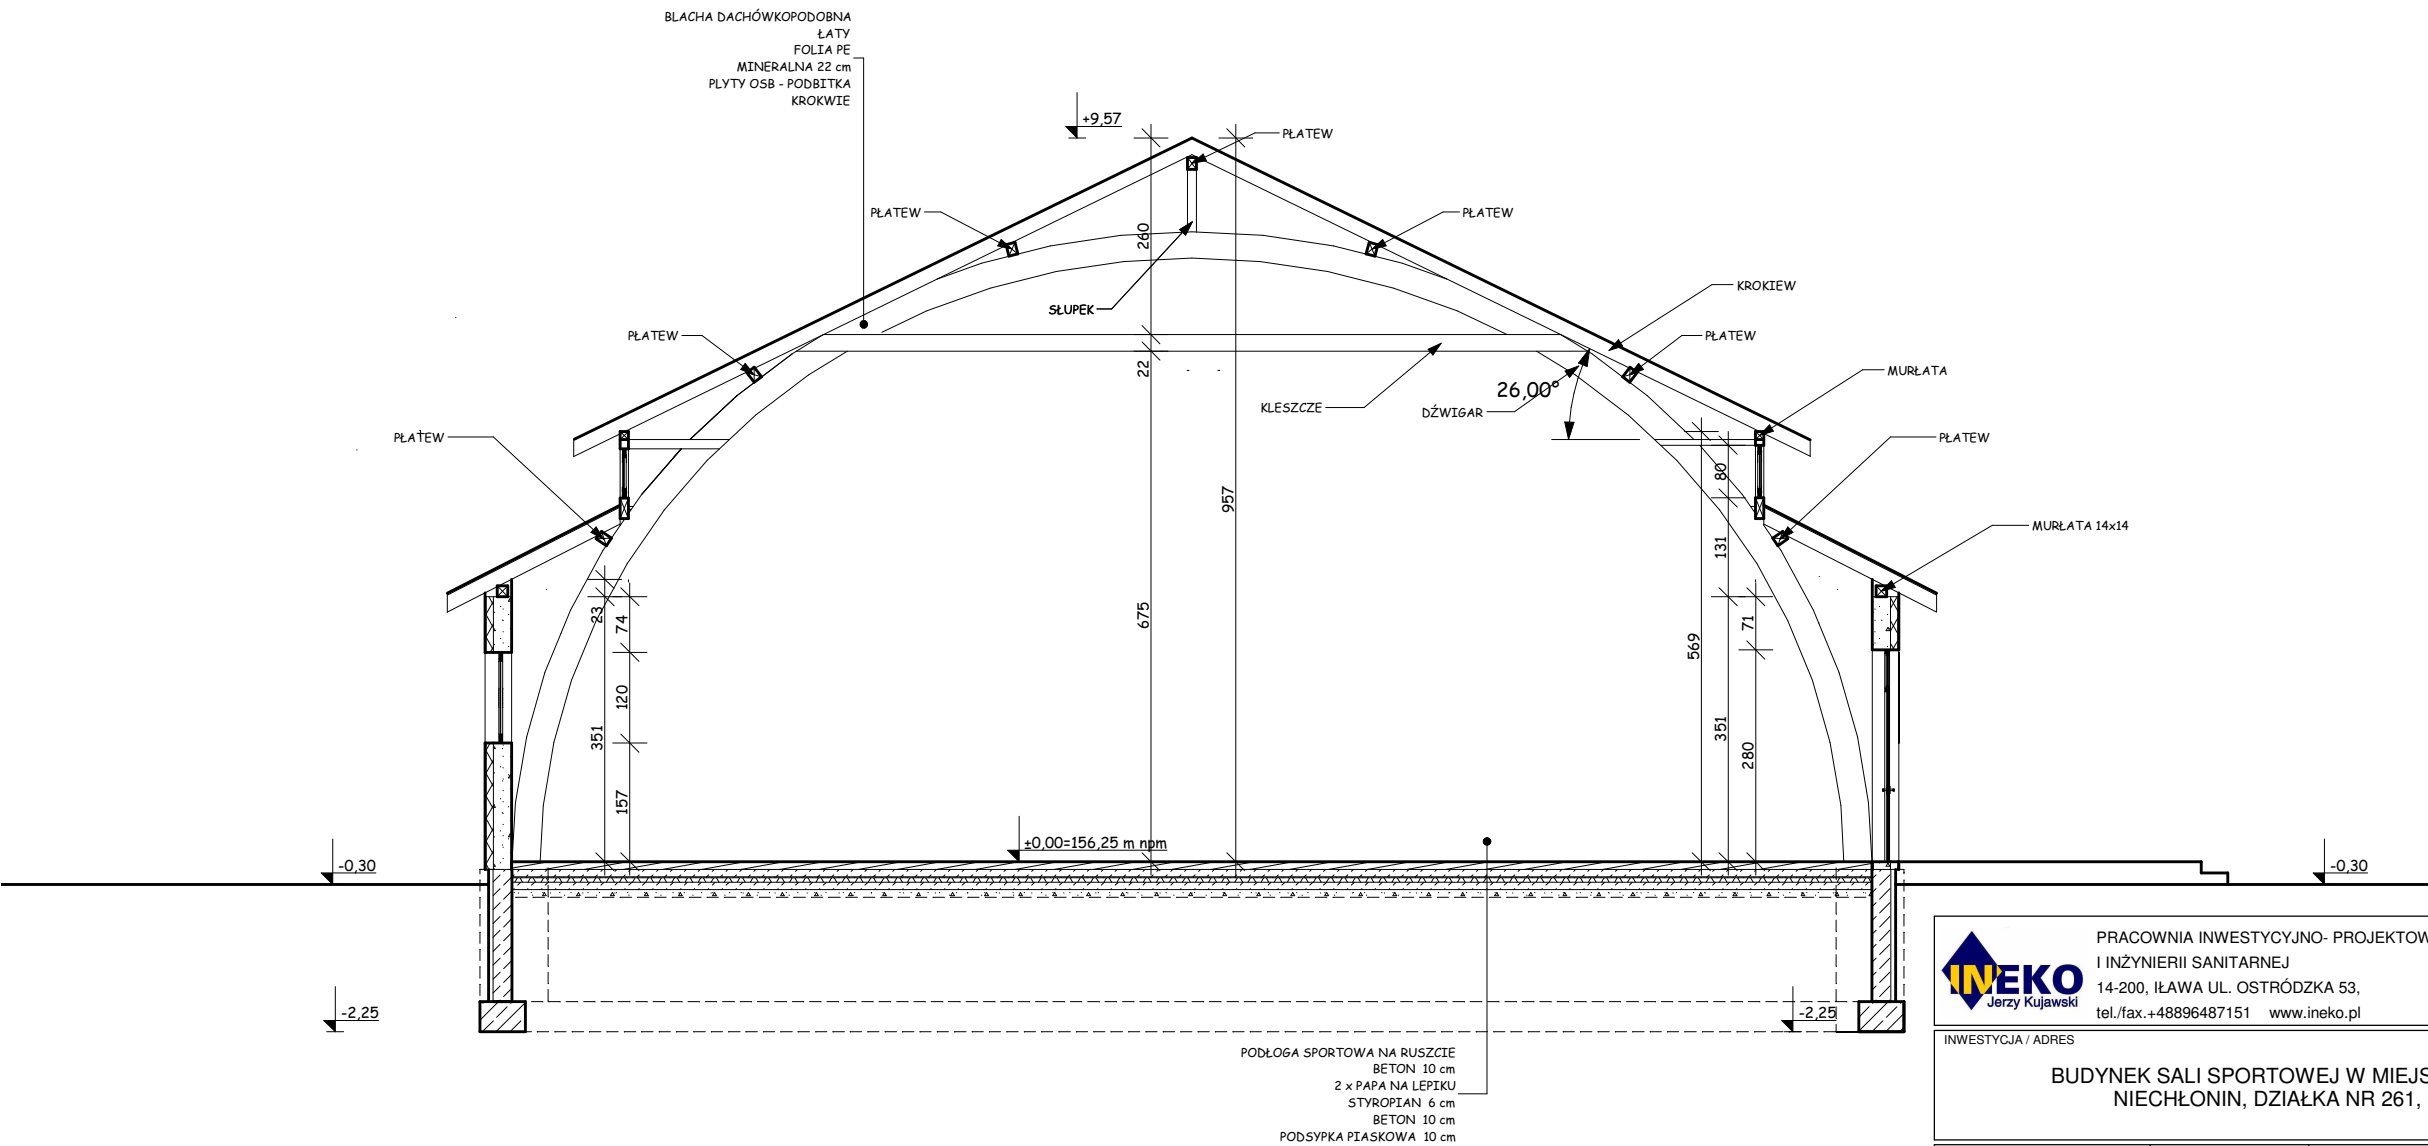 BLACHA DACHÓWKOPODOBNA
ŁATY
FOLIA PE
MINERALNA 22 cm
PLYTY OSB - PODBITKA
KROKWIE
+9,57
PŁATEW
PŁATEW
PŁATEW
260
SŁUPEK
KROKIEW
PŁATEW
PŁATEW
22
MURŁATA
26,00°
KLESZCZE
DŹWIGAR
PŁATEW
PŁATEW
80
957
MURŁATA 14x14
131
23
74
675
71
569
120
351
351
280
157
±0,00=156,25 m npm
-0,30
-0,30
-2,25
-2,25
PODŁOGA SPORTOWA NA RUSZCIE
BETON 10 cm
2 x PAPA NA LEPIKU
STYROPIAN 6 cm
BETON 10 cm
PODSYPKA PIASKOWA 10 cm
INEKO
Jerzy Kujawski
PRACOWNIA INWESTYCYJNO- PROJEKTOW
I INŻYNIERII SANITARNEJ
14-200, IŁAWA UL. OSTRÓDZKA 53,
tel./fax.+48896487151 www.ineko.pl
INWESTYCJA / ADRES
BUDYNEK SALI SPORTOWEJ W MIEJS
NIECHŁONIN, DZIAŁKA NR 261,